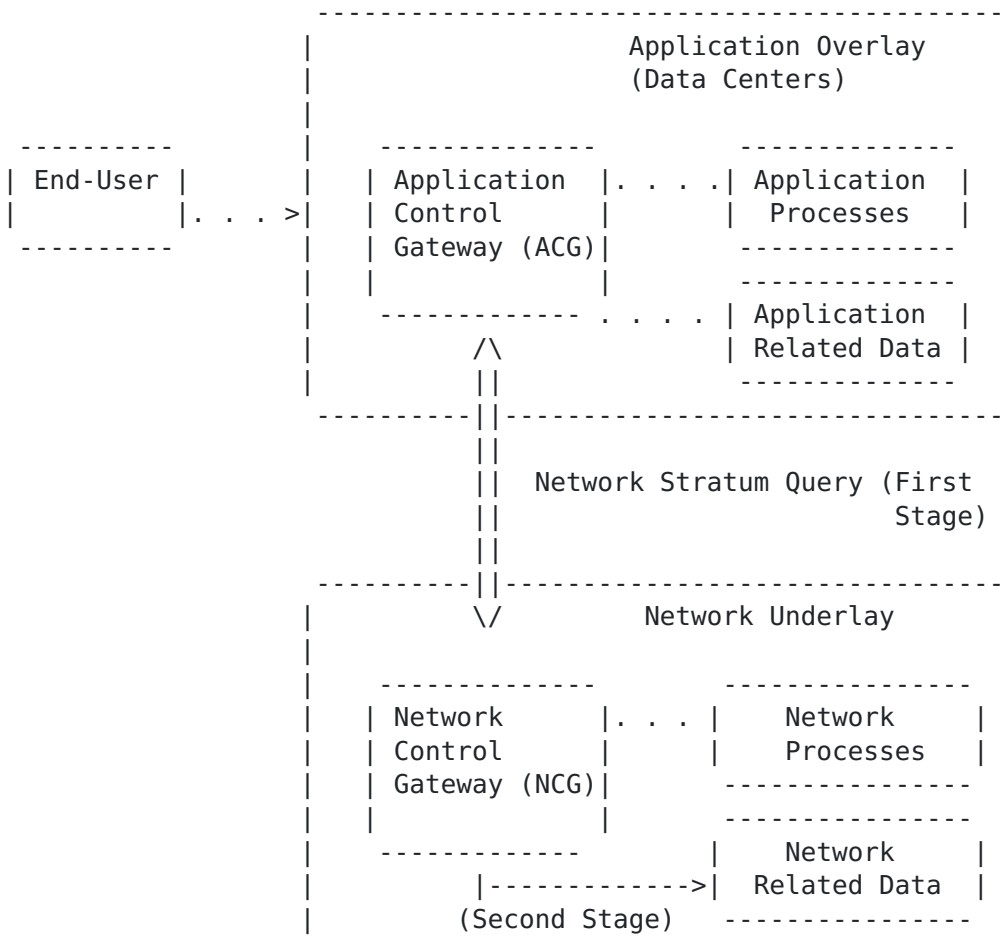 Application Overlay
(Data Centers)
End-User
Application
Control
Gateway (ACG)
Application
Processes
Application
Related Data
Network Stratum Query (First
Stage)
Network Underlay
Network
Control
Gateway (NCG)
Network
Processes
Network
Related Data
(Second Stage)